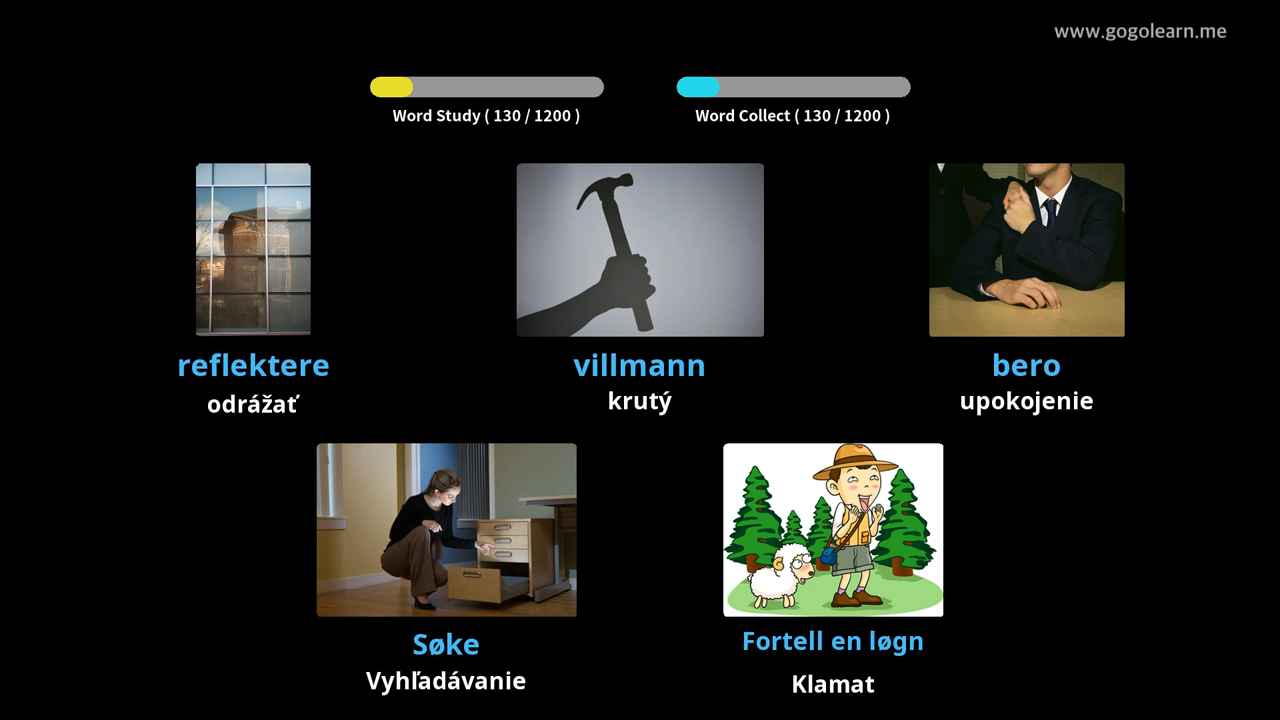 www.gogolearn.me
Word Study ( 130 / 1200 )
Word Collect ( 130 / 1200 )
reflektere
villmann
bero
odrážať
krutý
upokojenie
Søke
Fortell en løgn
Vyhľadávanie
Klamat